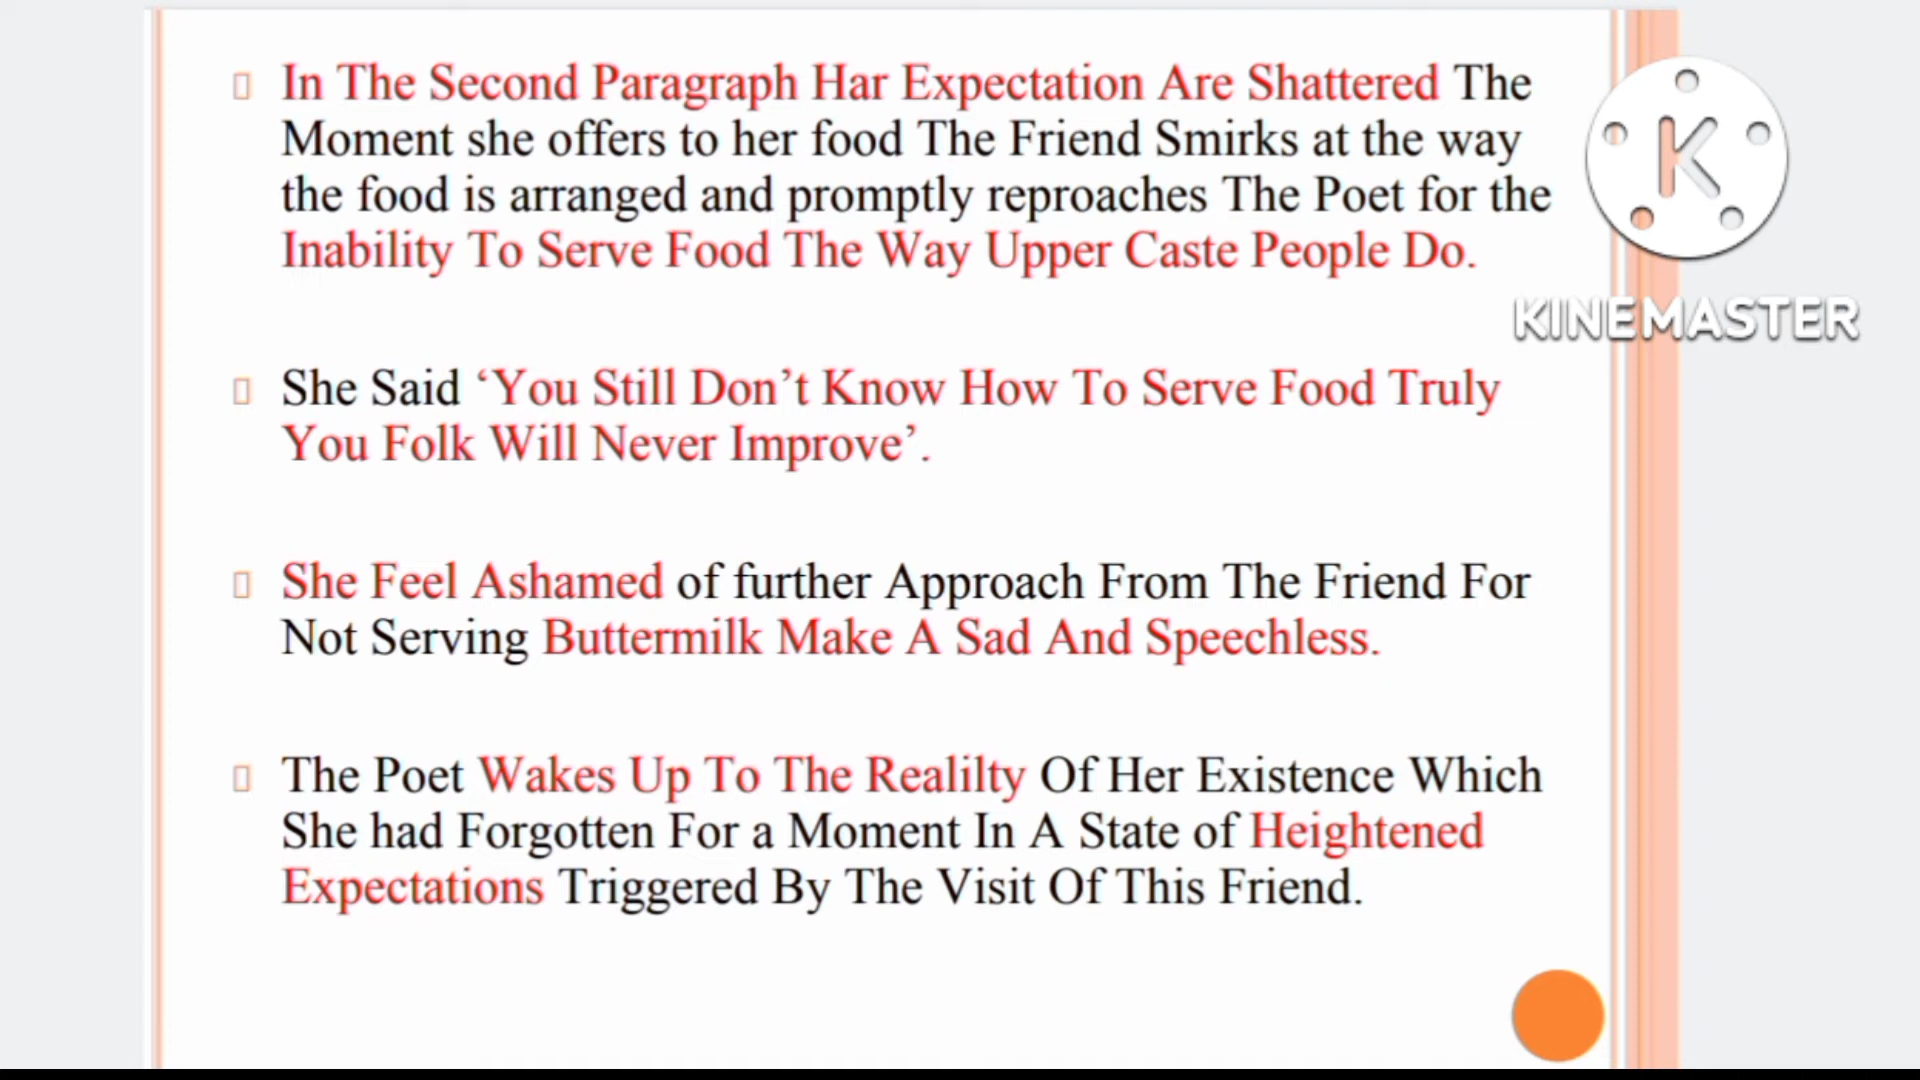 In The Second Paragraph Har Expectation Are Shattered The
Moment she offers to her food The Friend Smirks at the way
the food is arranged and promptly reproaches The Poet for the
Inability To Serve Food The Way Upper Caste People Do.
She Said ‘You Still Don’t Know How To Serve Food Truly
You Folk Will Never Improve’.
She Feel Ashamed of further Approach From The Friend For
Not Serving Buttermilk Make A Sad And Speechless.
The Poet Wakes Up To The Realilty Of Her Existence Which
She had Forgotten For a Moment In A State of Heightened
Expectations Triggered By The Visit Of This Friend.
K
KINEMASTER